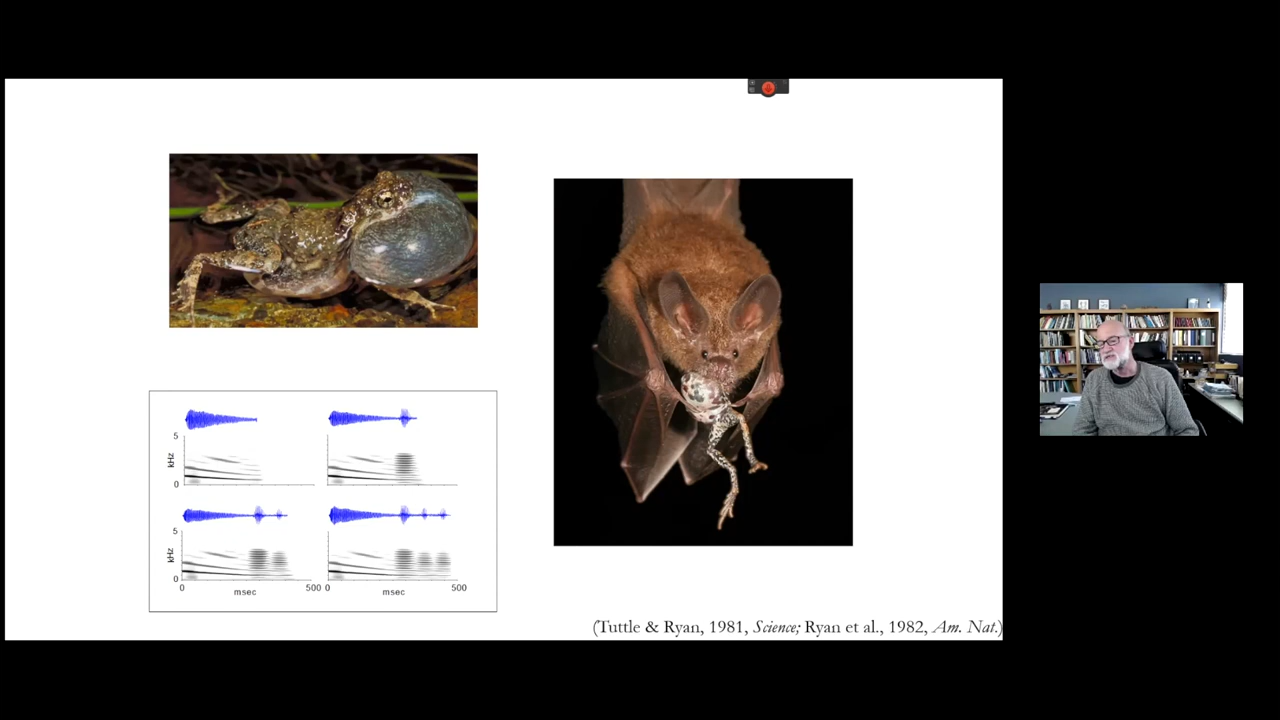 5
kHz
0
5
kHz
0
0
msec
500
0
msec
500
(Tuttle & Ryan, 1981, Science; Ryan et al., 1982, Am. Nat.)